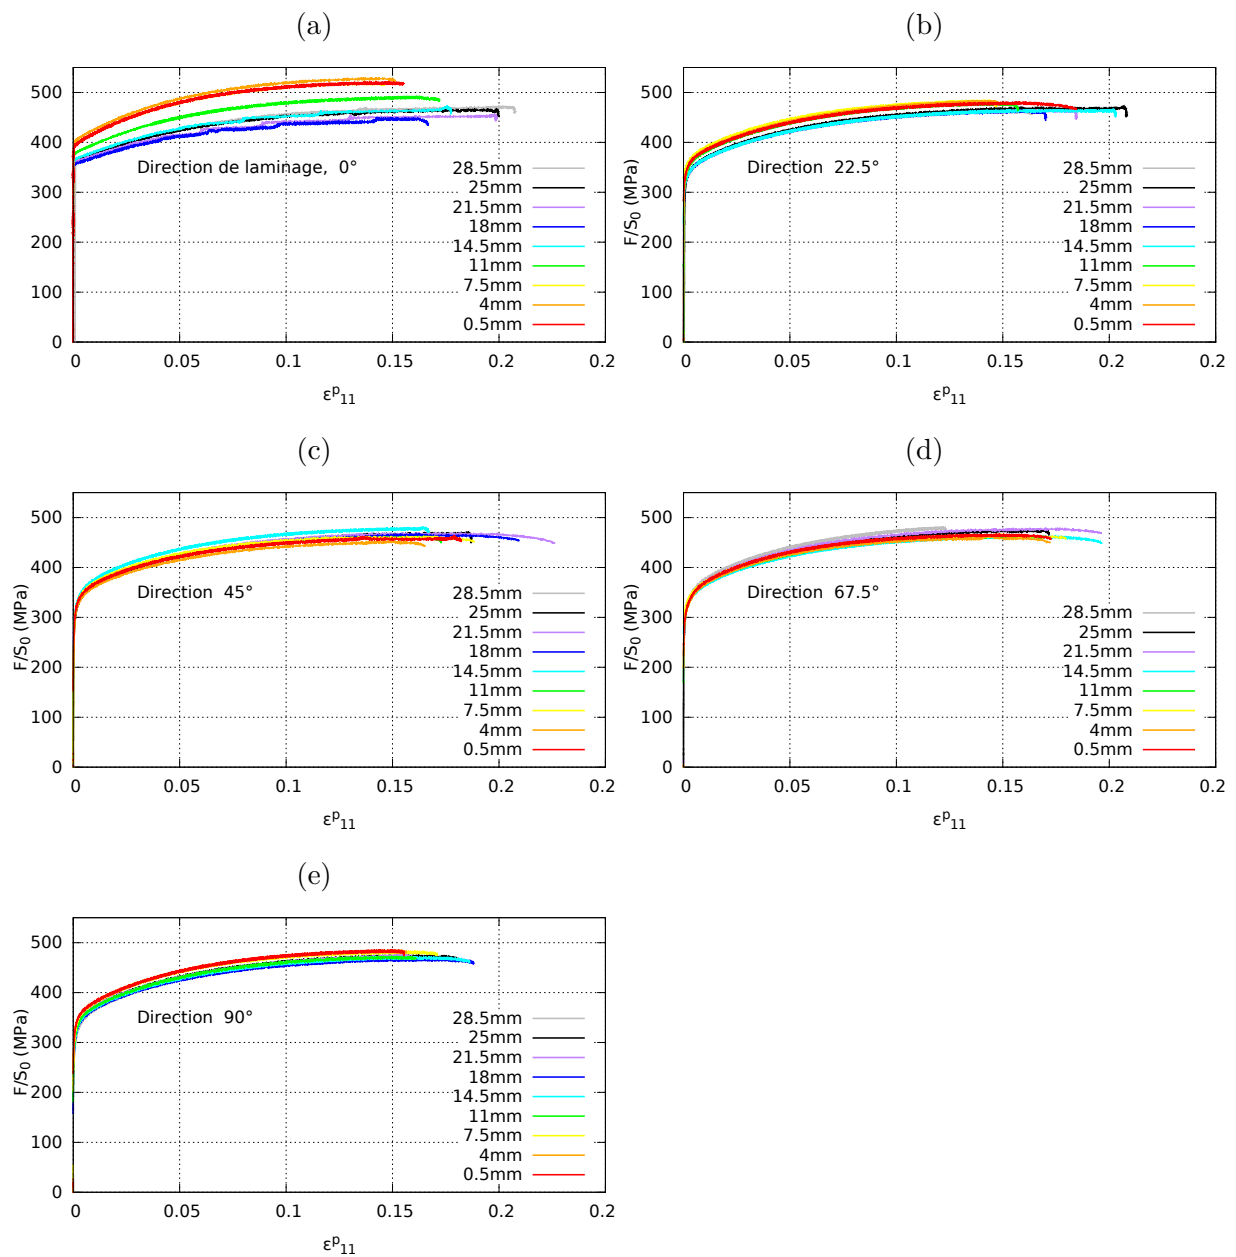 (a)
500
400
300
200
100
0
Direction de laminage, 0°
28.5mm
25mm
21.5mm
18mm
14.5mm
11mm
7.5mm
4mm
0.5mm
0 0.05 0.1 0.15 0.2 0.2
εᵖ₁₁
(b)
F/S₀ (MPa)
500
400
300
200
100
0
Direction 22.5°
28.5mm
25mm
21.5mm
18mm
14.5mm
11mm
7.5mm
4mm
0.5mm
0 0.05 0.1 0.15 0.2 0.2
εᵖ₁₁
(c)
F/S₀ (MPa)
500
400
300
200
100
0
Direction 45°
28.5mm
25mm
21.5mm
18mm
14.5mm
11mm
7.5mm
4mm
0.5mm
0 0.05 0.1 0.15 0.2 0.2
εᵖ₁₁
(d)
F/S₀ (MPa)
500
400
300
200
100
0
Direction 67.5°
28.5mm
25mm
21.5mm
14.5mm
11mm
7.5mm
4mm
0.5mm
0 0.05 0.1 0.15 0.2 0.2
εᵖ₁₁
(e)
F/S₀ (MPa)
500
400
300
200
100
0
Direction 90°
28.5mm
25mm
21.5mm
18mm
14.5mm
11mm
7.5mm
4mm
0.5mm
0 0.05 0.1 0.15 0.2 0.2
εᵖ₁₁